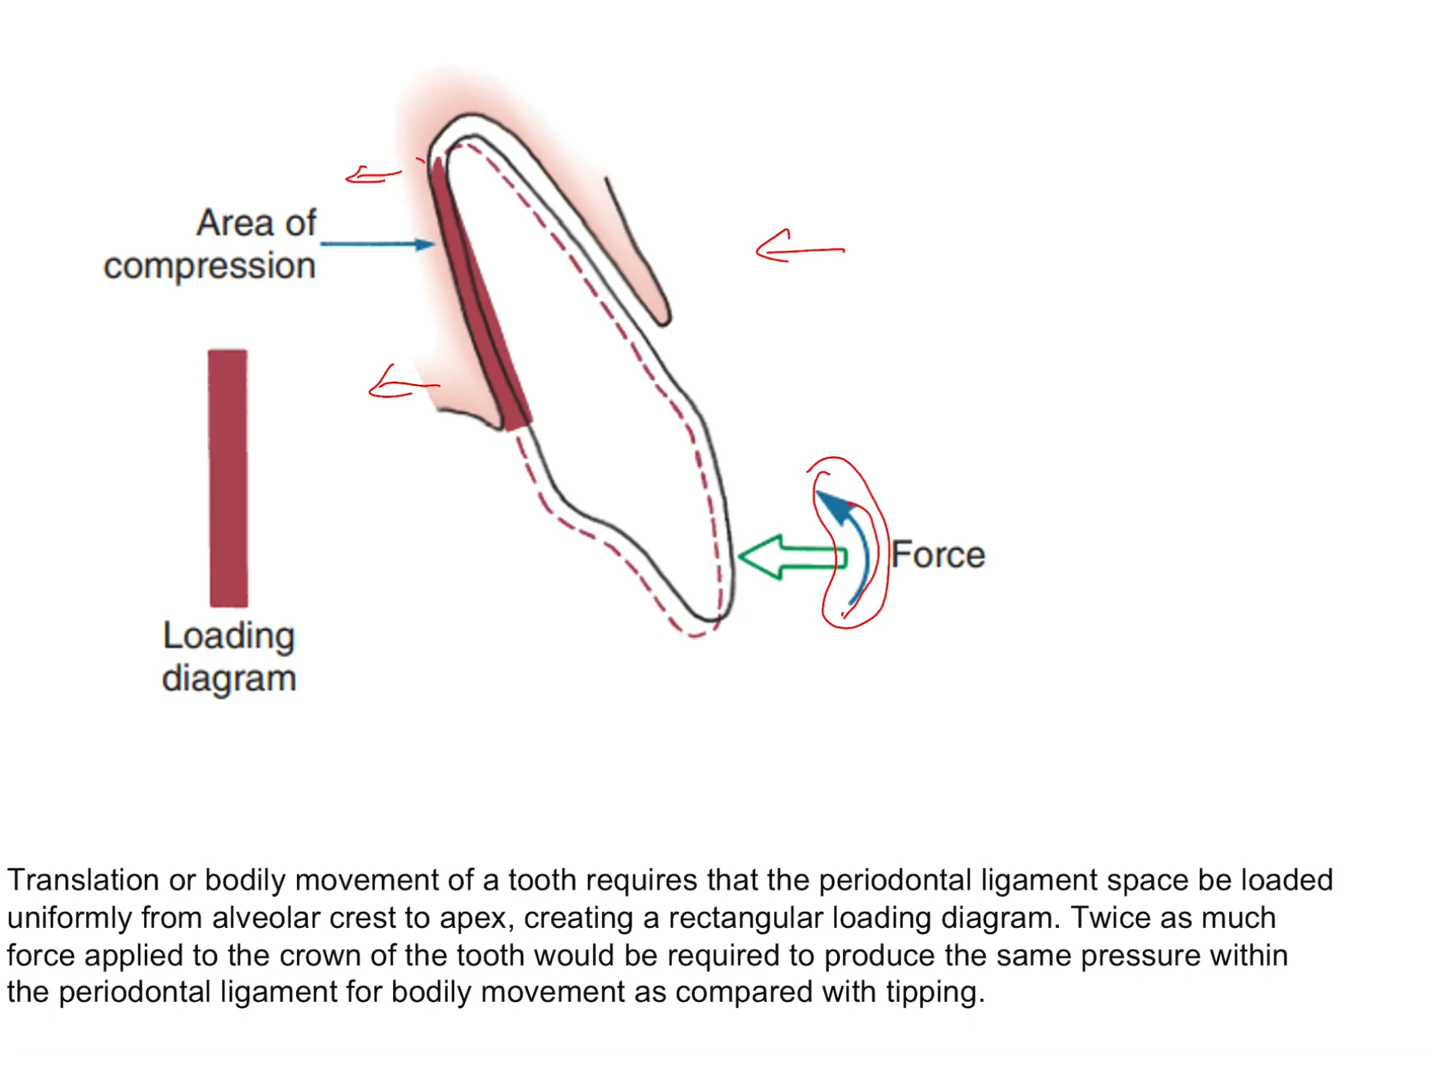 Area of
compression
Force
Loading
diagram
Translation or bodily movement of a tooth requires that the periodontal ligament space be loaded
uniformly from alveolar crest to apex, creating a rectangular loading diagram. Twice as much
force applied to the crown of the tooth would be required to produce the same pressure within
the periodontal ligament for bodily movement as compared with tipping.